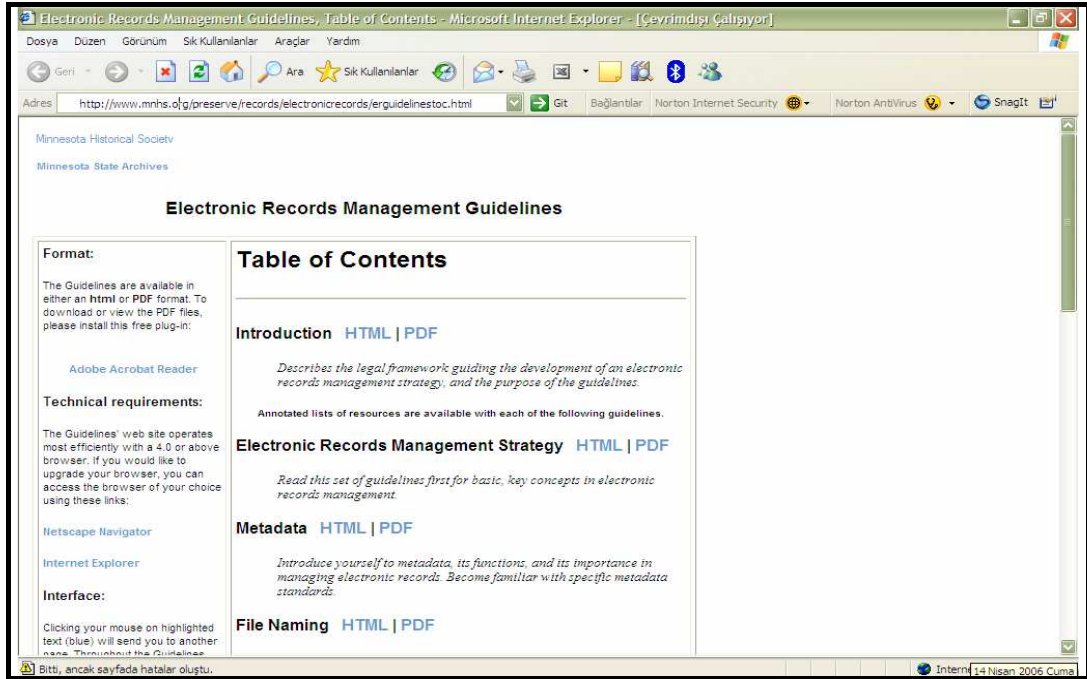 Electronic Records Management Guidelines, Table of Contents - Microsoft Internet Explorer - [Çevrimdışı Çalışıyor]
Dosya Düzen Görünüm Sık Kullanılanlar Araçlar Yardım
Geri Ara Sık Kullanılanlar
Adres http://www.mnhs.org/preserve/records/electronicrecords/erguidelinestoc.html Git Bağlantılar Norton Internet Security Norton AntiVirus SnagIt
Minnesota Historical Society
Minnesota State Archives
Electronic Records Management Guidelines
Format:
The Guidelines are available in
either an html or PDF format. To
download or view the PDF files,
please install this free plug-in:
Adobe Acrobat Reader
Technical requirements:
The Guidelines' web site operates
most efficiently with a 4.0 or above
browser. If you would like to
upgrade your browser, you can
access the browser of your choice
using these links:
Netscape Navigator
Internet Explorer
Interface:
Clicking your mouse on highlighted
text (blue) will send you to another
page. Throughout the Guidelines
Table of Contents
Introduction HTML | PDF
Describes the legal framework guiding the development of an electronic
records management strategy, and the purpose of the guidelines.
Annotated lists of resources are available with each of the following guidelines.
Electronic Records Management Strategy HTML | PDF
Read this set of guidelines first for basic, key concepts in electronic
records management.
Metadata HTML | PDF
Introduce yourself to metadata, its functions, and its importance in
managing electronic records. Become familiar with specific metadata
standards.
File Naming HTML | PDF
Bitti, ancak sayfada hatalar oluştu.
Intern
14 Nisan 2006 Cuma